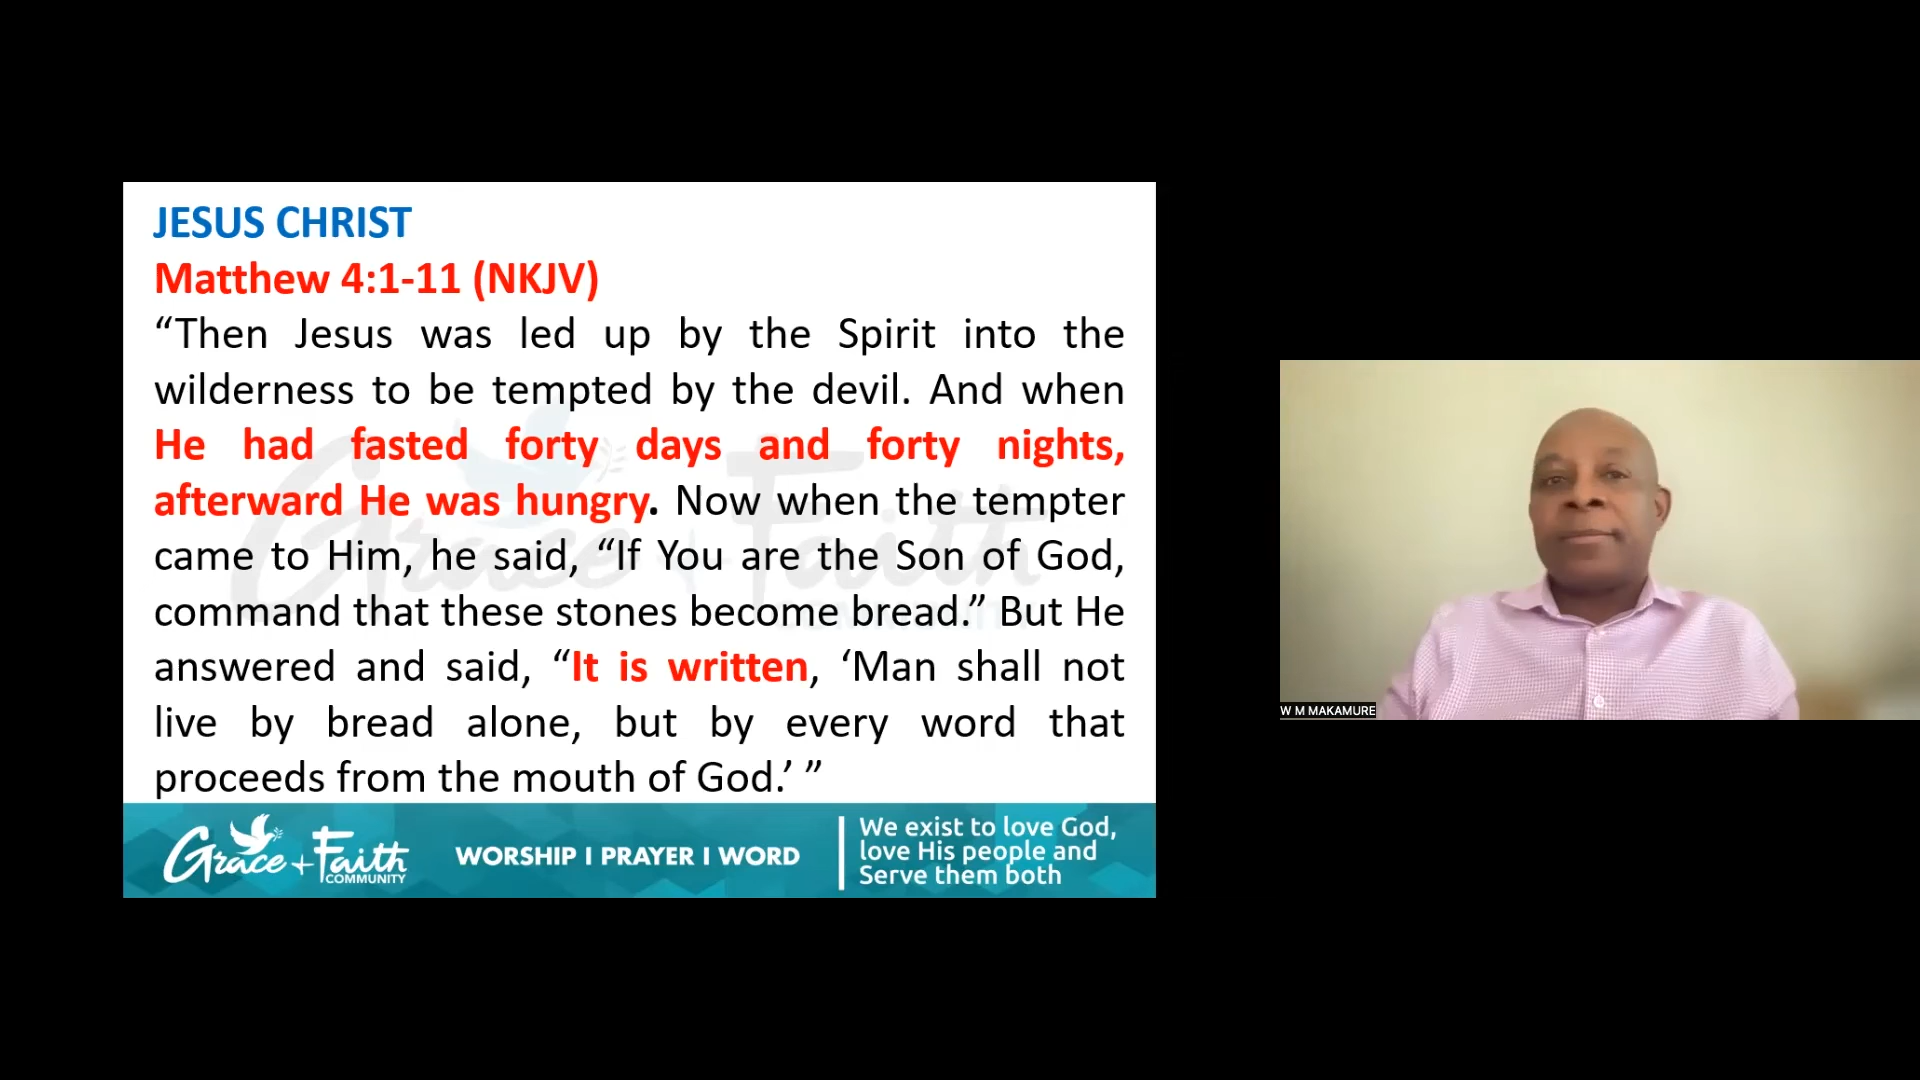 JESUS CHRIST
Matthew 4:1-11 (NKJV)
“Then Jesus was led up by the Spirit into the
wilderness to be tempted by the devil. And when
He had fasted forty days and forty nights,
afterward He was hungry. Now when the tempter
came to Him, he said, “If You are the Son of God,
command that these stones become bread.” But He
answered and said, “It is written, ‘Man shall not
live by bread alone, but by every word that
proceeds from the mouth of God.’ ”
Grace + Faith
COMMUNITY
WORSHIP I PRAYER I WORD
We exist to love God,
love His people and
Serve them both
W M MAKAMURE